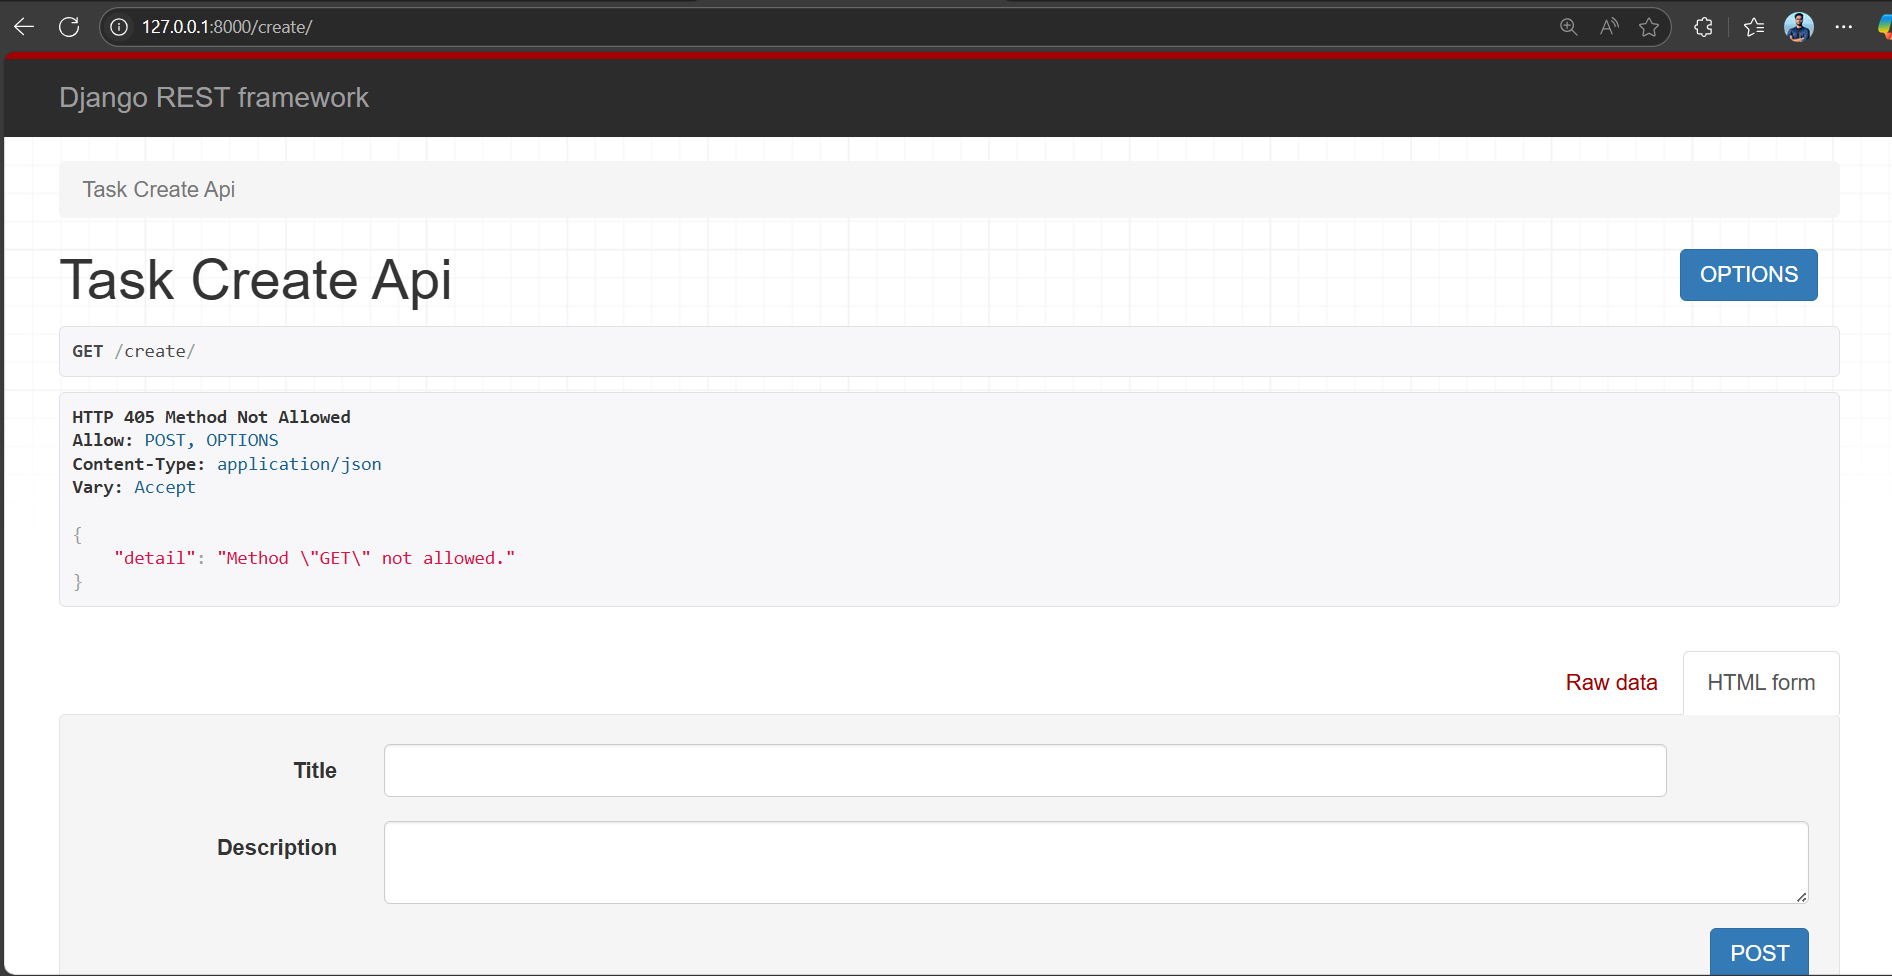 127.0.0.1:8000/create/
Django REST framework
Task Create Api
Task Create Api
OPTIONS
GET /create/
HTTP 405 Method Not Allowed
Allow: POST, OPTIONS
Content-Type: application/json
Vary: Accept
{
    "detail": "Method \"GET\" not allowed."
}
Raw data
HTML form
Title
Description
POST